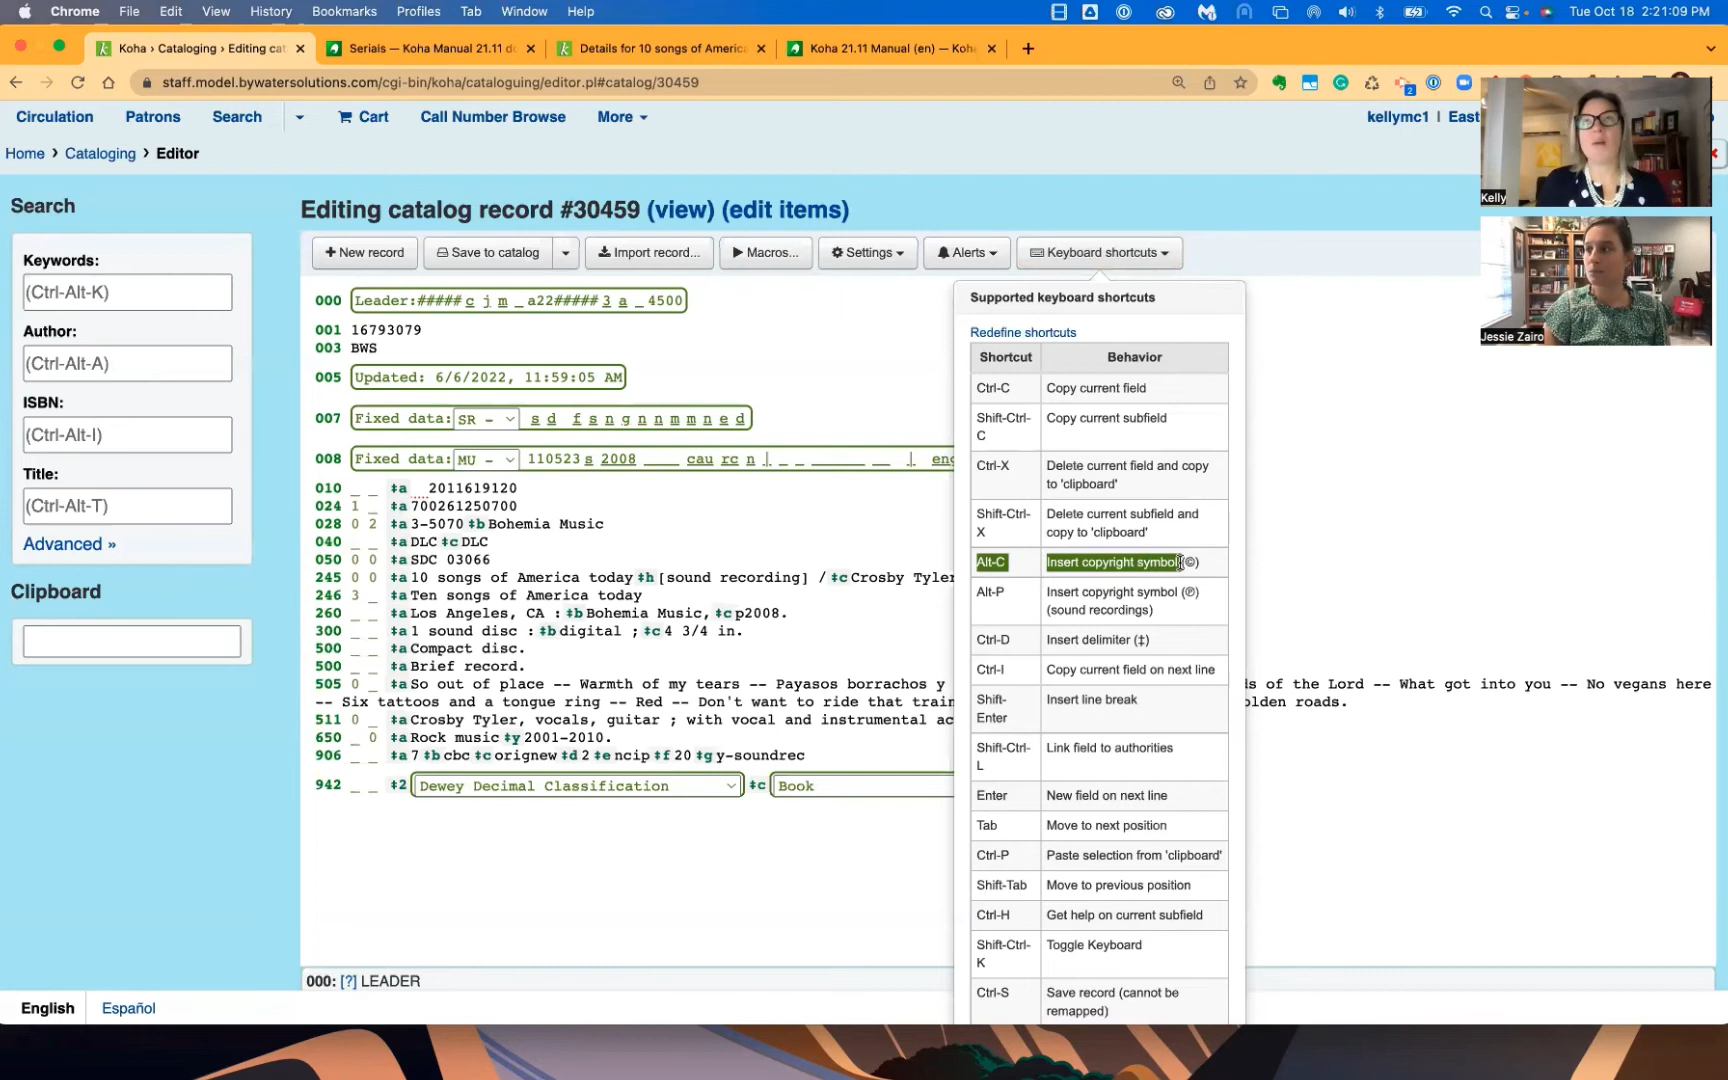 Chrome File Edit View History Bookmarks Profiles Tab Window Help Tue Oct 18 2:21:09 PM
Koha › Cataloging › Editing cat Serials — Koha Manual 21.11 do Details for 10 songs of America Koha 21.11 Manual (en) — Koh
staff.model.bywatersolutions.com/cgi-bin/koha/cataloguing/editor.pl#catalog/30459
2
Circulation Patrons Search Cart Call Number Browse More kellymc1 | East
Home › Cataloging › Editor
Kelly
Jessie Zairo
Search
Keywords:
(Ctrl-Alt-K)
Author:
(Ctrl-Alt-A)
ISBN:
(Ctrl-Alt-I)
Title:
(Ctrl-Alt-T)
Advanced »
Clipboard
Editing catalog record #30459 (view) (edit items)
+ New record Save to catalog Import record... Macros... Settings Alerts Keyboard shortcuts
000 Leader:##### c j m _ a22##### 3 a _ 4500
001 16793079
003 BWS
005 Updated: 6/6/2022, 11:59:05 AM
007 Fixed data: SR - s d f s n g n n m m n e d
008 Fixed data: MU - 110523 s 2008 ____ cau rc n | _ _ ______ __ | eng
010 _ _ ‡a 2011619120
024 1 _ ‡a 700261250700
028 0 2 ‡a 3-5070 ‡b Bohemia Music
040 _ _ ‡a DLC ‡c DLC
050 0 0 ‡a SDC 03066
245 0 0 ‡a 10 songs of America today ‡h [sound recording] / ‡c Crosby Tyler
246 3 _ ‡a Ten songs of America today
260 _ _ ‡a Los Angeles, CA : ‡b Bohemia Music, ‡c p2008.
300 _ _ ‡a 1 sound disc : ‡b digital ; ‡c 4 3/4 in.
500 _ _ ‡a Compact disc.
500 _ _ ‡a Brief record.
505 0 _ ‡a So out of place -- Warmth of my tears -- Payasos borrachos y ds of the Lord -- What got into you -- No vegans here
-- Six tattoos and a tongue ring -- Red -- Don't want to ride that train olden roads.
511 0 _ ‡a Crosby Tyler, vocals, guitar ; with vocal and instrumental ac
650 _ 0 ‡a Rock music ‡y 2001-2010.
906 _ _ ‡a 7 ‡b cbc ‡c orignew ‡d 2 ‡e ncip ‡f 20 ‡g y-soundrec
942 _ _ ‡2 Dewey Decimal Classification ‡c Book
000: [?] LEADER
Supported keyboard shortcuts
Redefine shortcuts
Shortcut Behavior
Ctrl-C Copy current field
Shift-Ctrl-
C Copy current subfield
Ctrl-X Delete current field and copy
to 'clipboard'
Shift-Ctrl-
X Delete current subfield and
copy to 'clipboard'
Alt-C Insert copyright symbol (©)
Alt-P Insert copyright symbol (℗)
(sound recordings)
Ctrl-D Insert delimiter (‡)
Ctrl-I Copy current field on next line
Shift-
Enter Insert line break
Shift-Ctrl-
L Link field to authorities
Enter New field on next line
Tab Move to next position
Ctrl-P Paste selection from 'clipboard'
Shift-Tab Move to previous position
Ctrl-H Get help on current subfield
Shift-Ctrl-
K Toggle Keyboard
Ctrl-S Save record (cannot be
remapped)
English Español